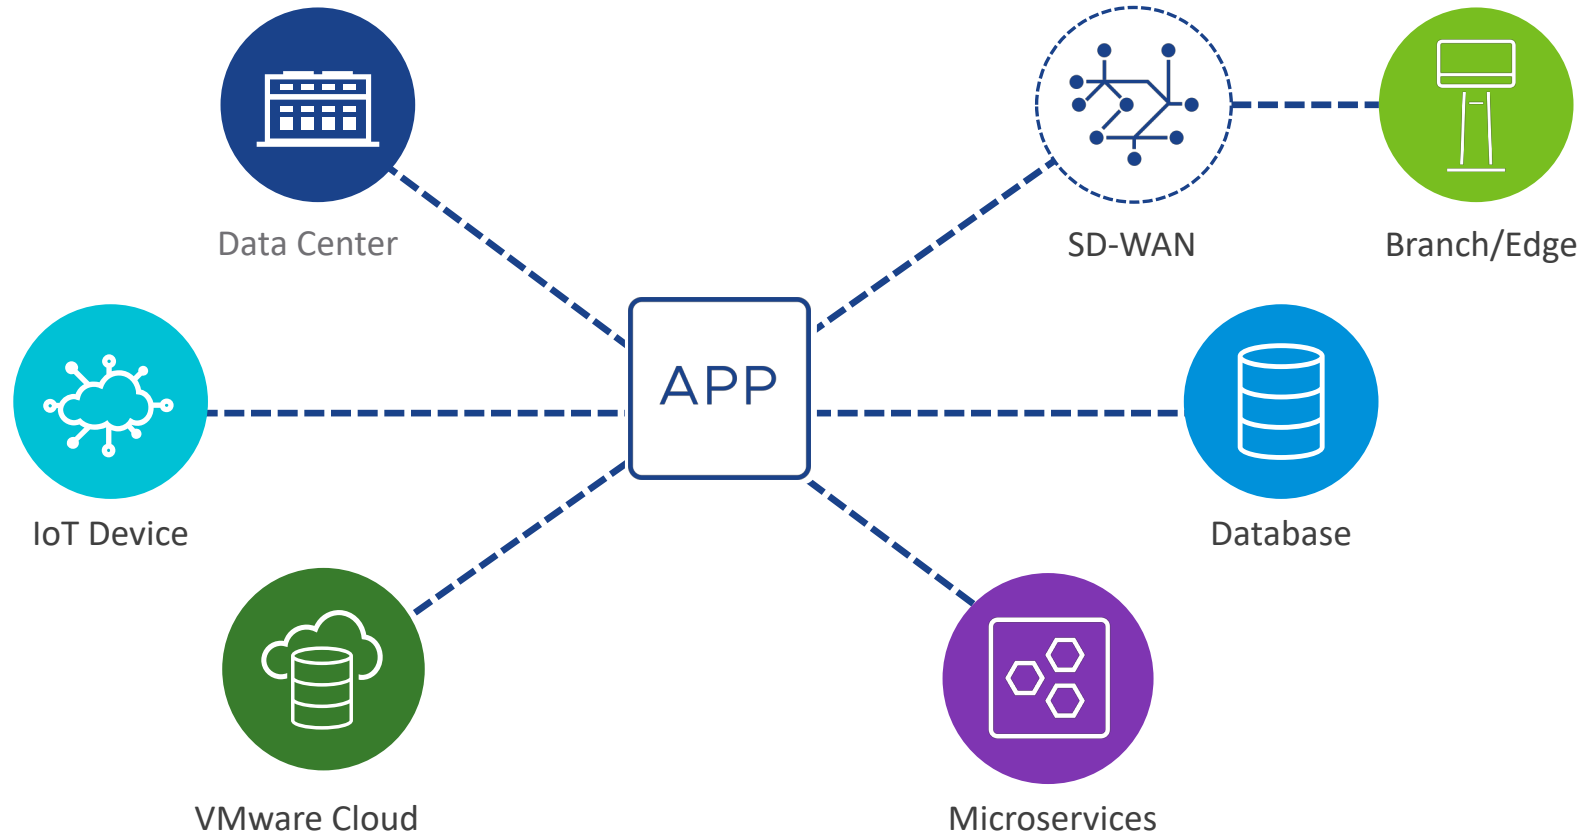 Data Center
SD-WAN
Branch/Edge
APP
IoT Device
Database
VMware Cloud
Microservices